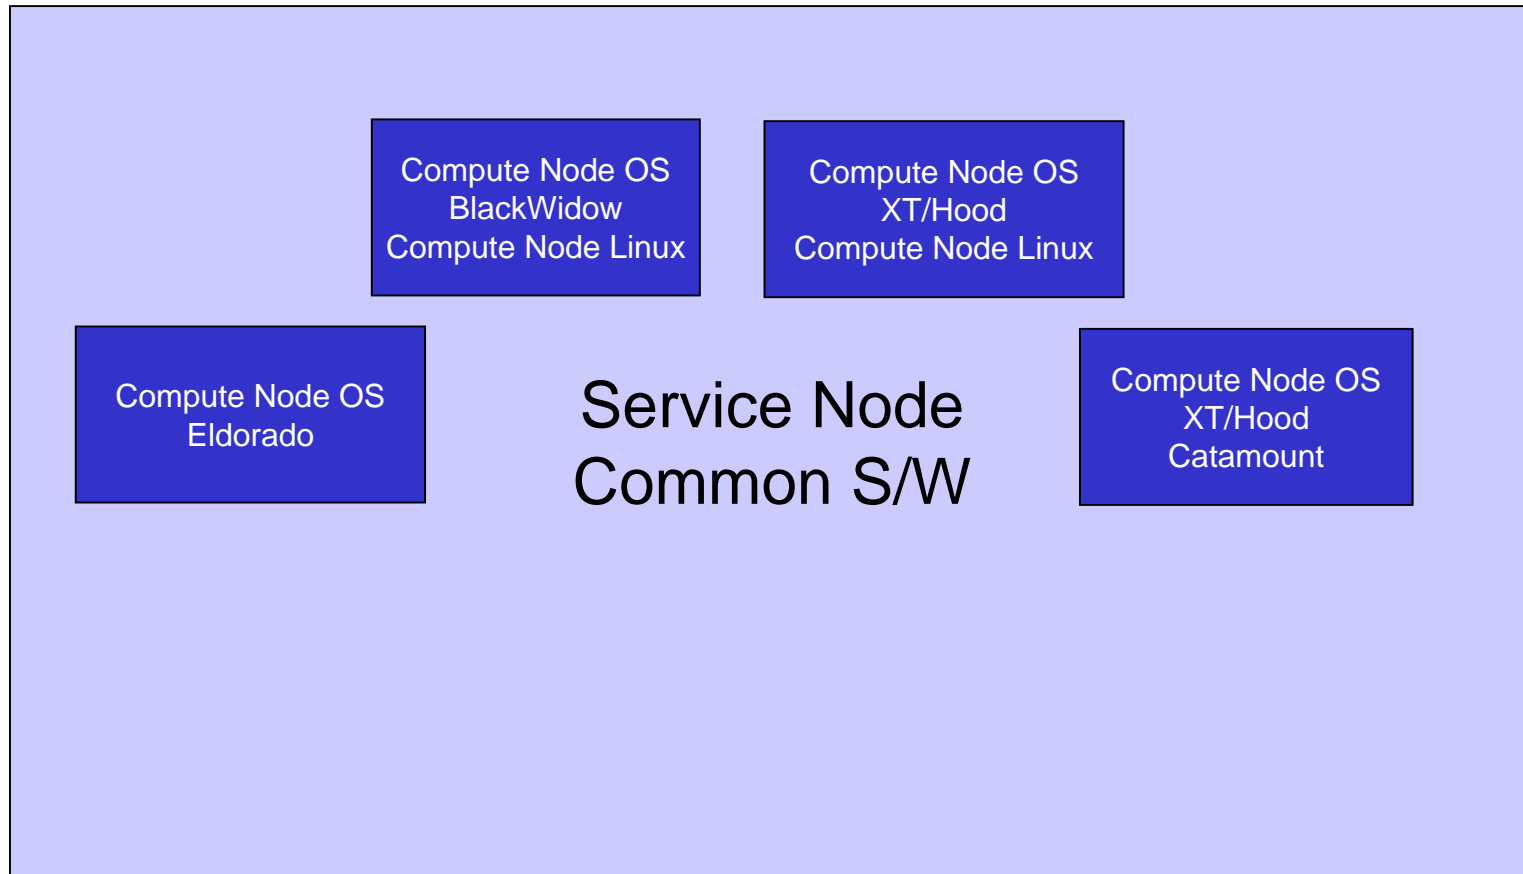 Compute Node OS
BlackWidow
Compute Node Linux
Compute Node OS
XT/Hood
Compute Node Linux
Compute Node OS
Eldorado
Service Node
Common S/W
Compute Node OS
XT/Hood
Catamount